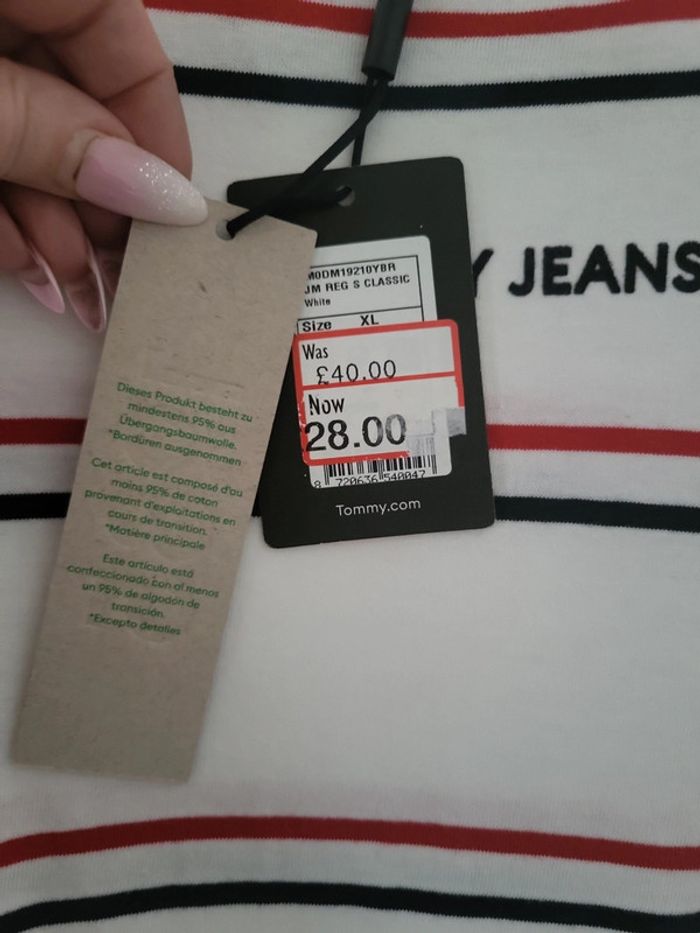 Y JEANS
M0DM19210YBR
JM REG S CLASSIC
White
Size XL
Was
£40.00
Now
28.00
8 720636 540047
Tommy.com
Dieses Produkt besteht zu
mindestens 95% aus
Übergangsbaumwolle.
*Bordüren ausgenommen
Cet article est composé d'au
moins 95% de coton
provenant d'exploitations en
cours de transition.
*Matière principale
Este artículo está
confeccionado con al menos
un 95% de algodón de
transición.
*Excepto detalles